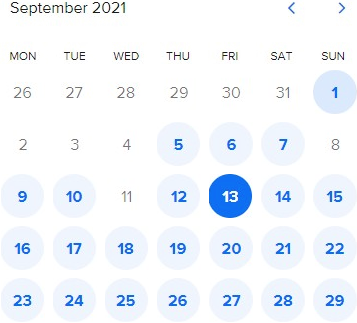 September 2021
MON TUE WED THU FRI SAT SUN
26 27 28 29 30 31 1
2 3 4 5 6 7 8
9 10 11 12 13 14 15
16 17 18 19 20 21 22
23 24 25 26 27 28 29